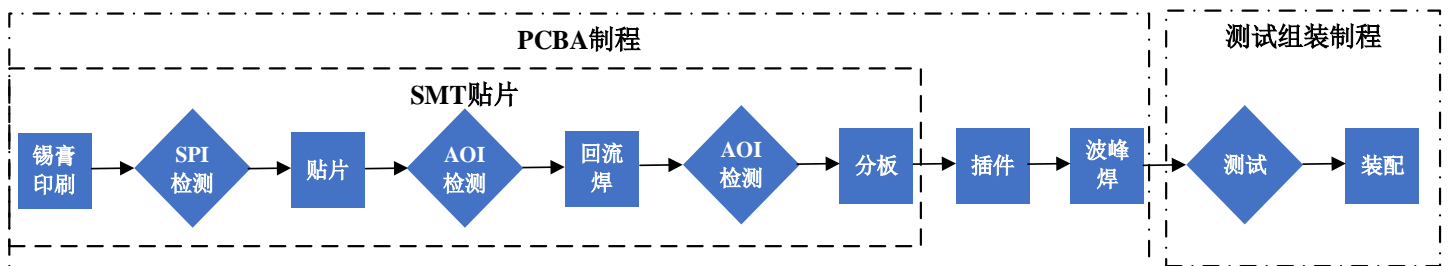 PCBA制程
测试组装制程
SMT贴片
锡膏
印刷
SPI
检测
贴片
AOI
检测
回流
焊
AOI
检测
分板
插件
波峰
焊
测试
装配